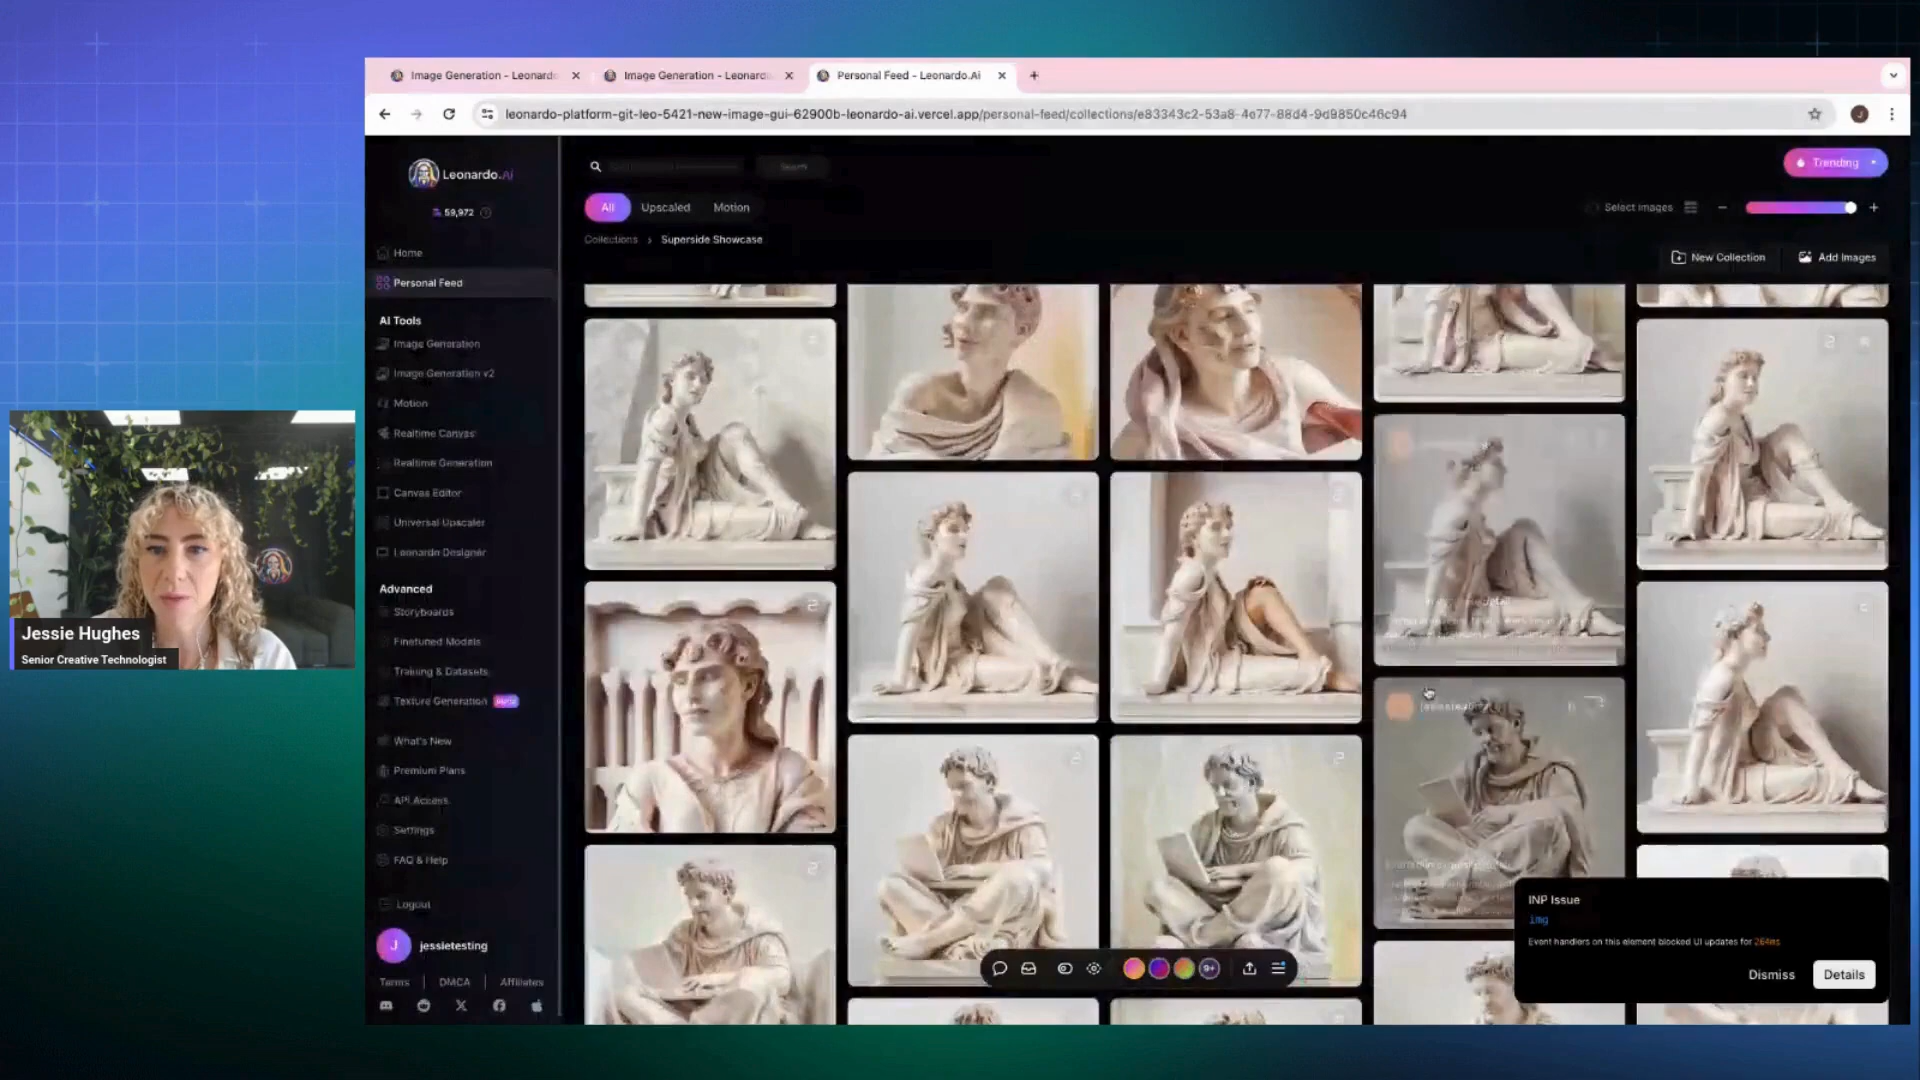 Image Generation - Leonardo
Image Generation - Leonardo
Personal Feed - Leonardo.Ai
leonardo-platform-git-leo-5421-new-image-gui-62900b-leonardo-ai.vercel.app/personal-feed/collections/e83343c2-53a8-4e77-88d4-9d9850c46c94
Leonardo.Ai
59,972
Home
Personal Feed
AI Tools
Image Generation
Image Generation v2
Motion
Realtime Canvas
Realtime Generation
Canvas Editor
Universal Upscaler
Leonardo Designer
Advanced
Storyboards
Finetuned Models
Training & Datasets
Texture Generation
What's New
Premium Plans
API Access
Settings
FAQ & Help
Logout
J
jessietesting
Terms
DMCA
Affiliates
Search
Trending
All
Upscaled
Motion
Select images
Collections > Superside Showcase
New Collection
Add Images
9+
INP Issue
img
Event handlers on this element blocked UI updates for 264ms
Dismiss
Details
Jessie Hughes
Senior Creative Technologist